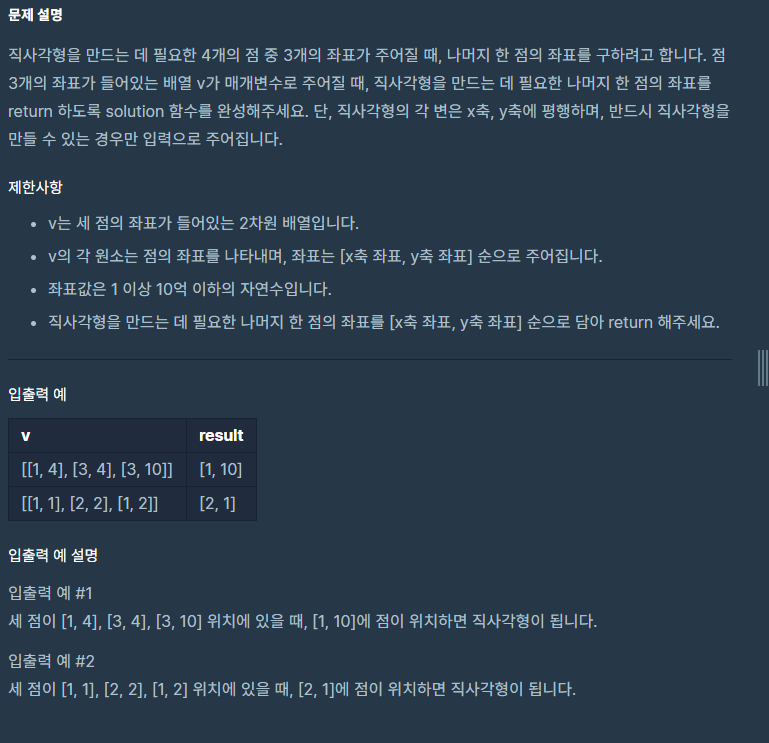 문제 설명
직사각형을 만드는 데 필요한 4개의 점 중 3개의 좌표가 주어질 때, 나머지 한 점의 좌표를 구하려고 합니다. 점
3개의 좌표가 들어있는 배열 v가 매개변수로 주어질 때, 직사각형을 만드는 데 필요한 나머지 한 점의 좌표를
return 하도록 solution 함수를 완성해주세요. 단, 직사각형의 각 변은 x축, y축에 평행하며, 반드시 직사각형을
만들 수 있는 경우만 입력으로 주어집니다.
제한사항
• v는 세 점의 좌표가 들어있는 2차원 배열입니다.
• v의 각 원소는 점의 좌표를 나타내며, 좌표는 [x축 좌표, y축 좌표] 순으로 주어집니다.
• 좌표값은 1 이상 10억 이하의 자연수입니다.
• 직사각형을 만드는 데 필요한 나머지 한 점의 좌표를 [x축 좌표, y축 좌표] 순으로 담아 return 해주세요.
입출력 예
v result
[[1, 4], [3, 4], [3, 10]] [1, 10]
[[1, 1], [2, 2], [1, 2]] [2, 1]
입출력 예 설명
입출력 예 #1
세 점이 [1, 4], [3, 4], [3, 10] 위치에 있을 때, [1, 10]에 점이 위치하면 직사각형이 됩니다.
입출력 예 #2
세 점이 [1, 1], [2, 2], [1, 2] 위치에 있을 때, [2, 1]에 점이 위치하면 직사각형이 됩니다.